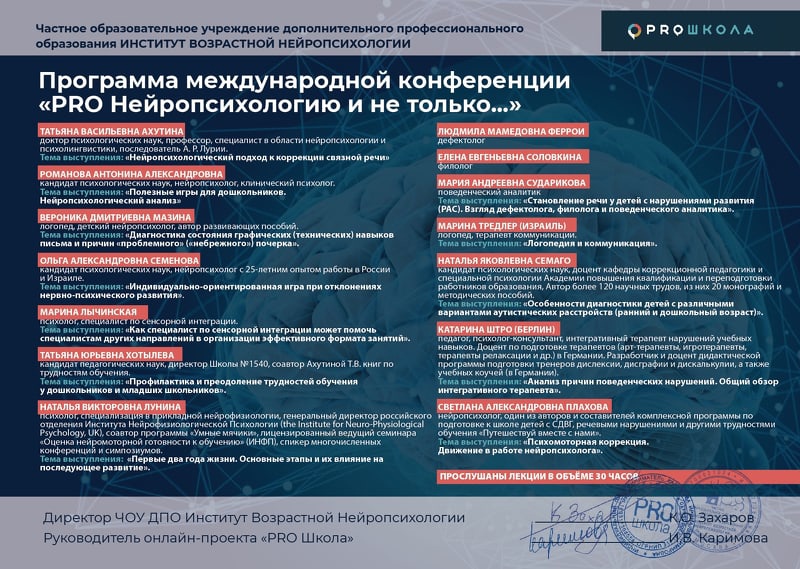 Частное образовательное учреждение дополнительного профессионального
образования ИНСТИТУТ ВОЗРАСТНОЙ НЕЙРОПСИХОЛОГИИ
PROШКОЛА
Программа международной конференции
«PRO Нейропсихологию и не только...»
ТАТЬЯНА ВАСИЛЬЕВНА АХУТИНА
доктор психологических наук, профессор, специалист в области нейропсихологии и
психолингвистики, последователь А. Р. Лурии.
Тема выступления: «Нейропсихологический подход к коррекции связной речи»
РОМАНОВА АНТОНИНА АЛЕКСАНДРОВНА
кандидат психологических наук, нейропсихолог, клинический психолог.
Тема выступления: «Полезные игры для дошкольников.
Нейропсихологический анализ»
ВЕРОНИКА ДМИТРИЕВНА МАЗИНА
логопед, детский нейропсихолог, автор развивающих пособий.
Тема выступления: «Диагностика состояния графических (технических) навыков
письма и причин «проблемного» («небрежного») почерка».
ОЛЬГА АЛЕКСАНДРОВНА СЕМЕНОВА
кандидат психологических наук, нейропсихолог с 25-летним опытом работы в России
и Израиле.
Тема выступления: «Индивидуально-ориентированная игра при отклонениях
нервно-психического развития».
МАРИНА ЛЫЧИНСКАЯ
психолог, специалист по сенсорной интеграции.
Тема выступления: «Как специалист по сенсорной интеграции может помочь
специалистам других направлений в организации эффективного формата занятий».
ТАТЬЯНА ЮРЬЕВНА ХОТЫЛЕВА
кандидат педагогических наук, директор Школы №1540, соавтор Ахутиной Т.В. книг по
трудностям обучения.
Тема выступления: «Профилактика и преодоление трудностей обучения
у дошкольников и младших школьников».
НАТАЛЬЯ ВИКТОРОВНА ЛУНИНА
психолог, специализация в прикладной нейрофизиологии, генеральный директор российского
отделения Института Нейрофизиологической Психологии (the Institute for Neuro-Physiological
Psychology, UK), соавтор программы «Умные мячики», лицензированный ведущий семинара
«Оценка нейромоторной готовности к обучению» (ИНФП), спикер многочисленных
конференций и симпозиумов.
Тема выступления: «Первые два года жизни. Основные этапы и их влияние на
последующее развитие».
ЛЮДМИЛА МАМЕДОВНА ФЕРРОИ
дефектолог
ЕЛЕНА ЕВГЕНЬЕВНА СОЛОВКИНА
филолог
МАРИЯ АНДРЕЕВНА СУДАРИКОВА
поведенческий аналитик
Тема выступления: «Становление речи у детей с нарушениями развития
(РАС). Взгляд дефектолога, филолога и поведенческого аналитика».
МАРИНА ТРЕДЛЕР (ИЗРАИЛЬ)
логопед, терапевт коммуникации.
Тема выступления: «Логопедия и коммуникация».
НАТАЛЬЯ ЯКОВЛЕВНА СЕМАГО
кандидат психологических наук, доцент кафедры коррекционной педагогики и
специальной психологии Академии повышения квалификации и переподготовки
работников образования, Автор более 120 научных трудов, из них 20 монографий и
методических пособий.
Тема выступления: «Особенности диагностики детей с различными
вариантами аутистических расстройств (ранний и дошкольный возраст)».
КАТАРИНА ШТРО (БЕРЛИН)
педагог, психолог-консультант, интегративный терапевт нарушений учебных
навыков. Доцент по подготовке терапевтов (арт-терапевты, игротерапевты,
терапевты релаксации и др.) в Германии. Разработчик и доцент дидактической
программы подготовки тренеров дислексии, дисграфии и дискалькулии, а также
учебных коучей (в Германии).
Тема выступления: «Анализ причин поведенческих нарушений. Общий обзор
интегративного терапевта».
СВЕТЛАНА АЛЕКСАНДРОВНА ПЛАХОВА
нейропсихолог, один из авторов и составителей комплексной программы по
подготовке к школе детей с СДВГ, речевыми нарушениями и другими трудностями
обучения «Путешествуй вместе с нами».
Тема выступления: «Психомоторная коррекция.
Движение в работе нейропсихолога».
ПРОСЛУШАНЫ ЛЕКЦИИ В ОБЪЁМЕ 30 ЧАСОВ
Директор ЧОУ ДПО Институт Возрастной Нейропсихологии
К.О. Захаров
Руководитель онлайн-проекта «PRO Школа»
И.В. Каримова
PRO
школа